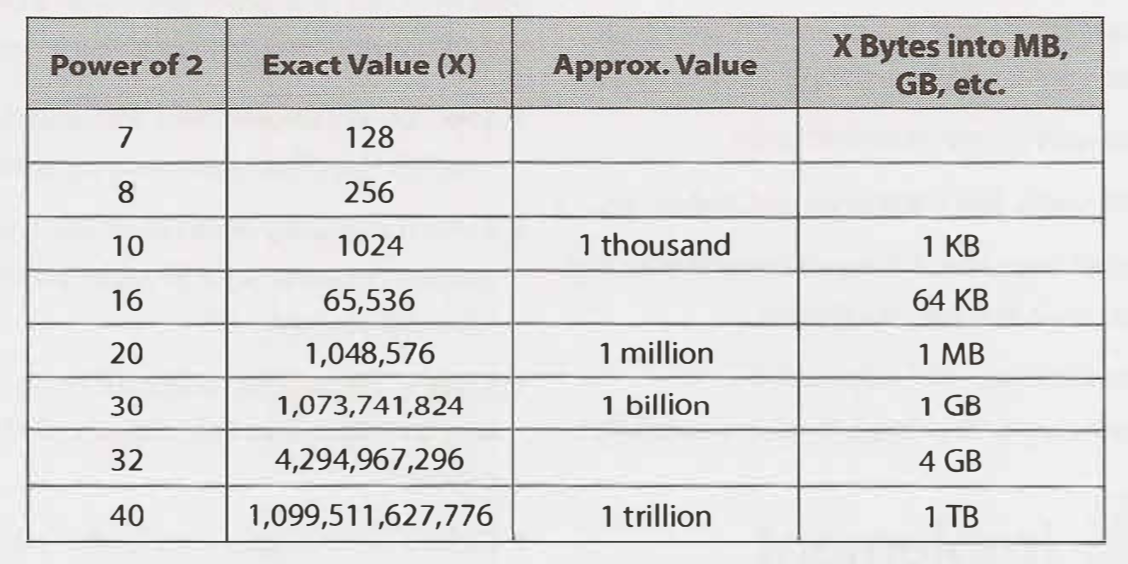 Power of 2 Exact Value (X) Approx. Value X Bytes into MB,
GB, etc.
7 128
8 256
10 1024 1 thousand 1 KB
16 65,536 64 KB
20 1,048,576 1 million 1 MB
30 1,073,741,824 1 billion 1 GB
32 4,294,967,296 4 GB
40 1,099,511,627,776 1 trillion 1 TB